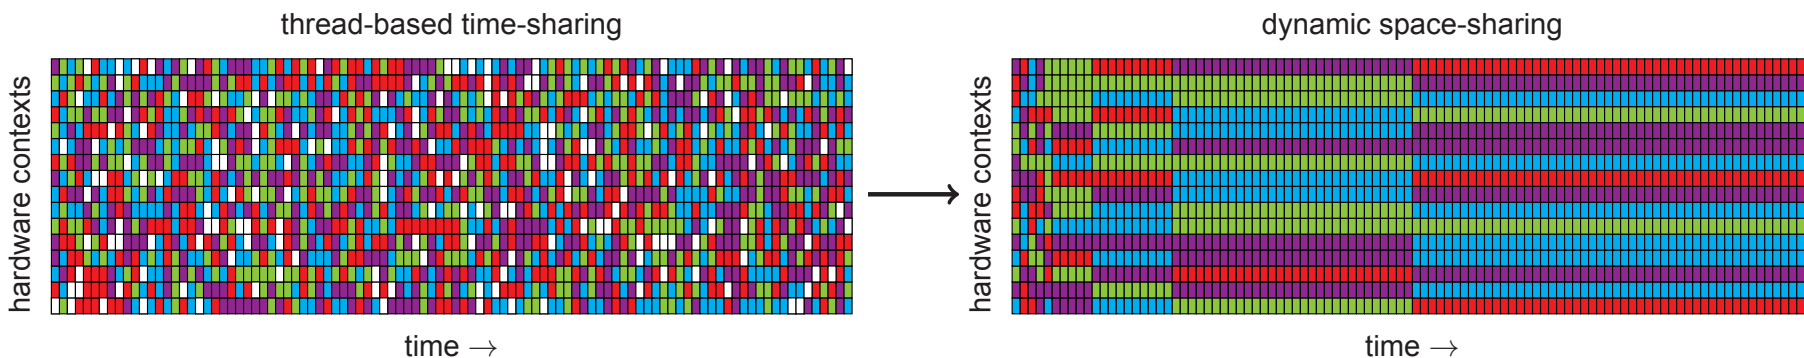 thread-based time-sharing
hardware contexts
time →
dynamic space-sharing
hardware contexts
time →